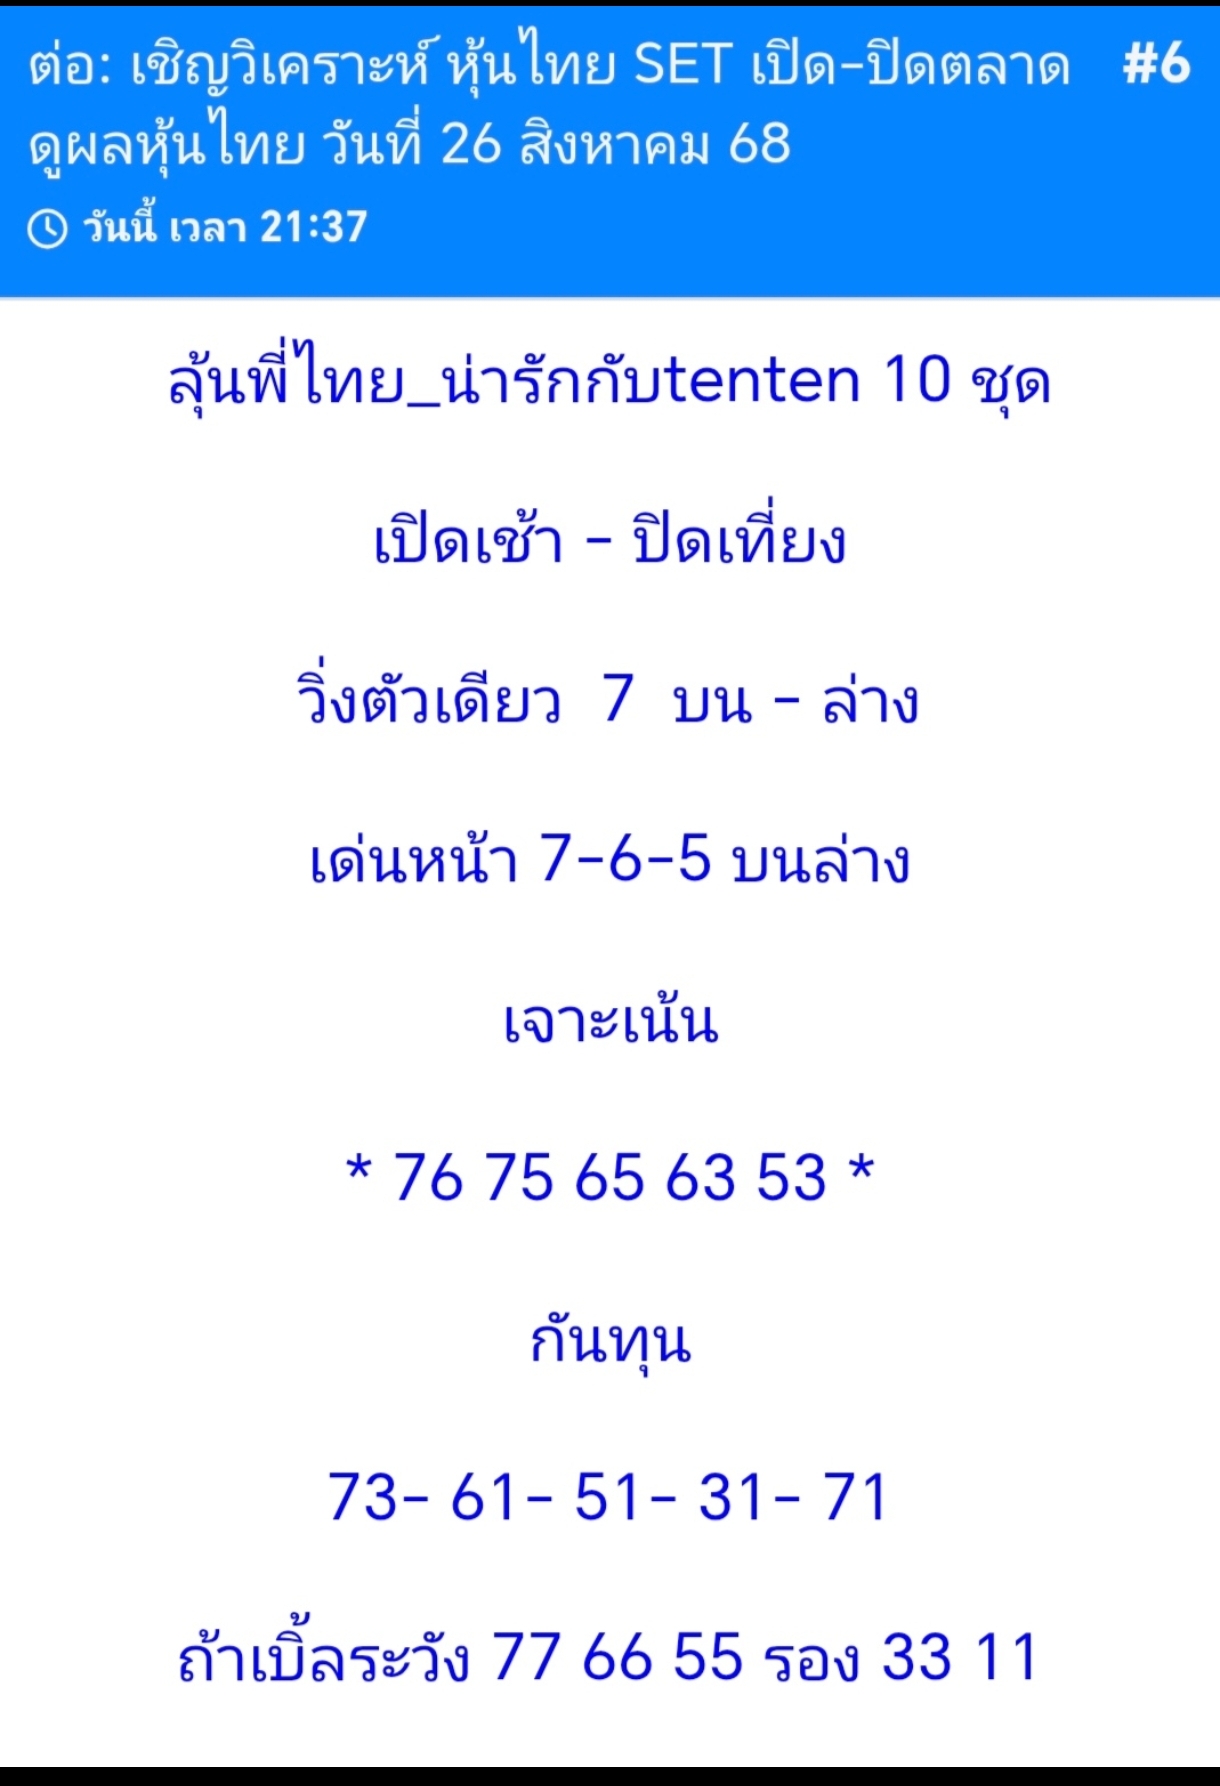 ต่อ: เชิญวิเคราะห์ หุ้นไทย SET เปิด-ปิดตลาด #6
ดูผลหุ้นไทย วันที่ 26 สิงหาคม 68
วันนี้ เวลา 21:37
ลุ้นพี่ไทย_น่ารักกับtenten 10 ชุด
เปิดเช้า - ปิดเที่ยง
วิ่งตัวเดียว 7 บน - ล่าง
เด่นหน้า 7-6-5 บนล่าง
เจาะเน้น
* 76 75 65 63 53 *
กันทุน
73- 61- 51- 31- 71
ถ้าเบิ้ลระวัง 77 66 55 รอง 33 11